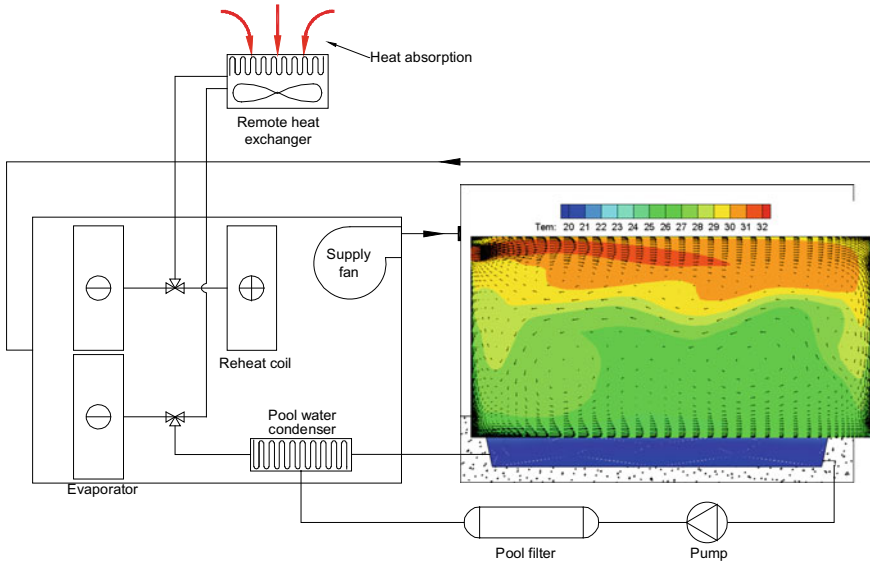 Heat absorption
Remote heat
exchanger
Tem: 20 21 22 23 24 25 26 27 28 29 30 31 32
Supply
fan
Reheat coil
Pool water
condenser
Evaporator
Pool filter
Pump